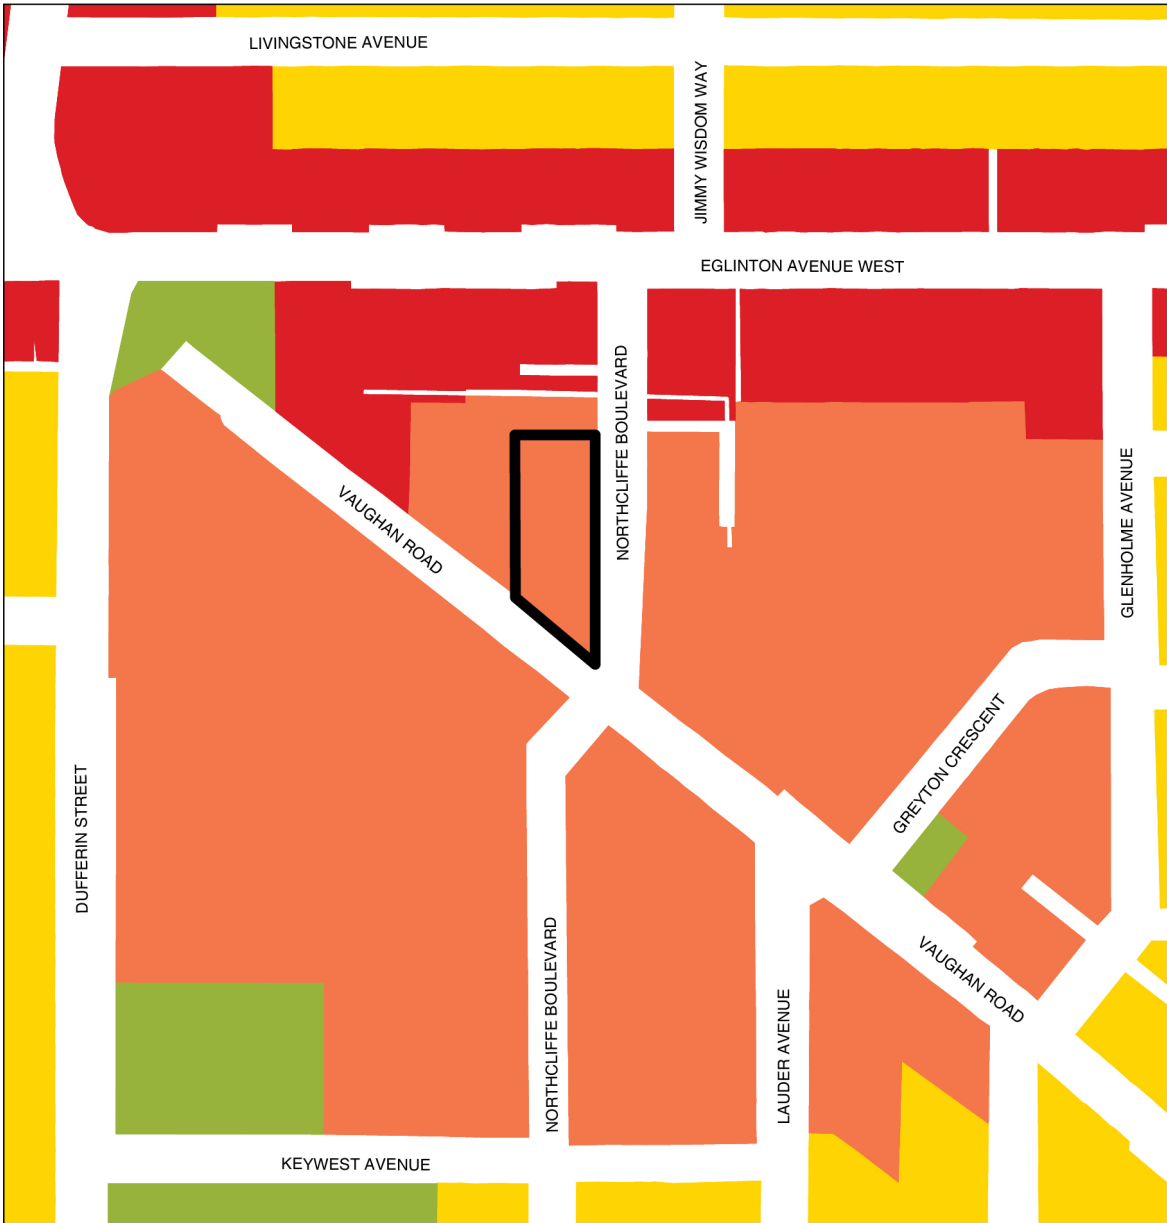 LIVINGSTONE AVENUE
JIMMY WISDOM WAY
EGLINTON AVENUE WEST
NORTHCLIFFE BOULEVARD
VAUGHAN ROAD
GLENHOLME AVENUE
GREYTON CRESCENT
DUFFERIN STREET
NORTHCLIFFE BOULEVARD
LAUDER AVENUE
VAUGHAN ROAD
KEYWEST AVENUE